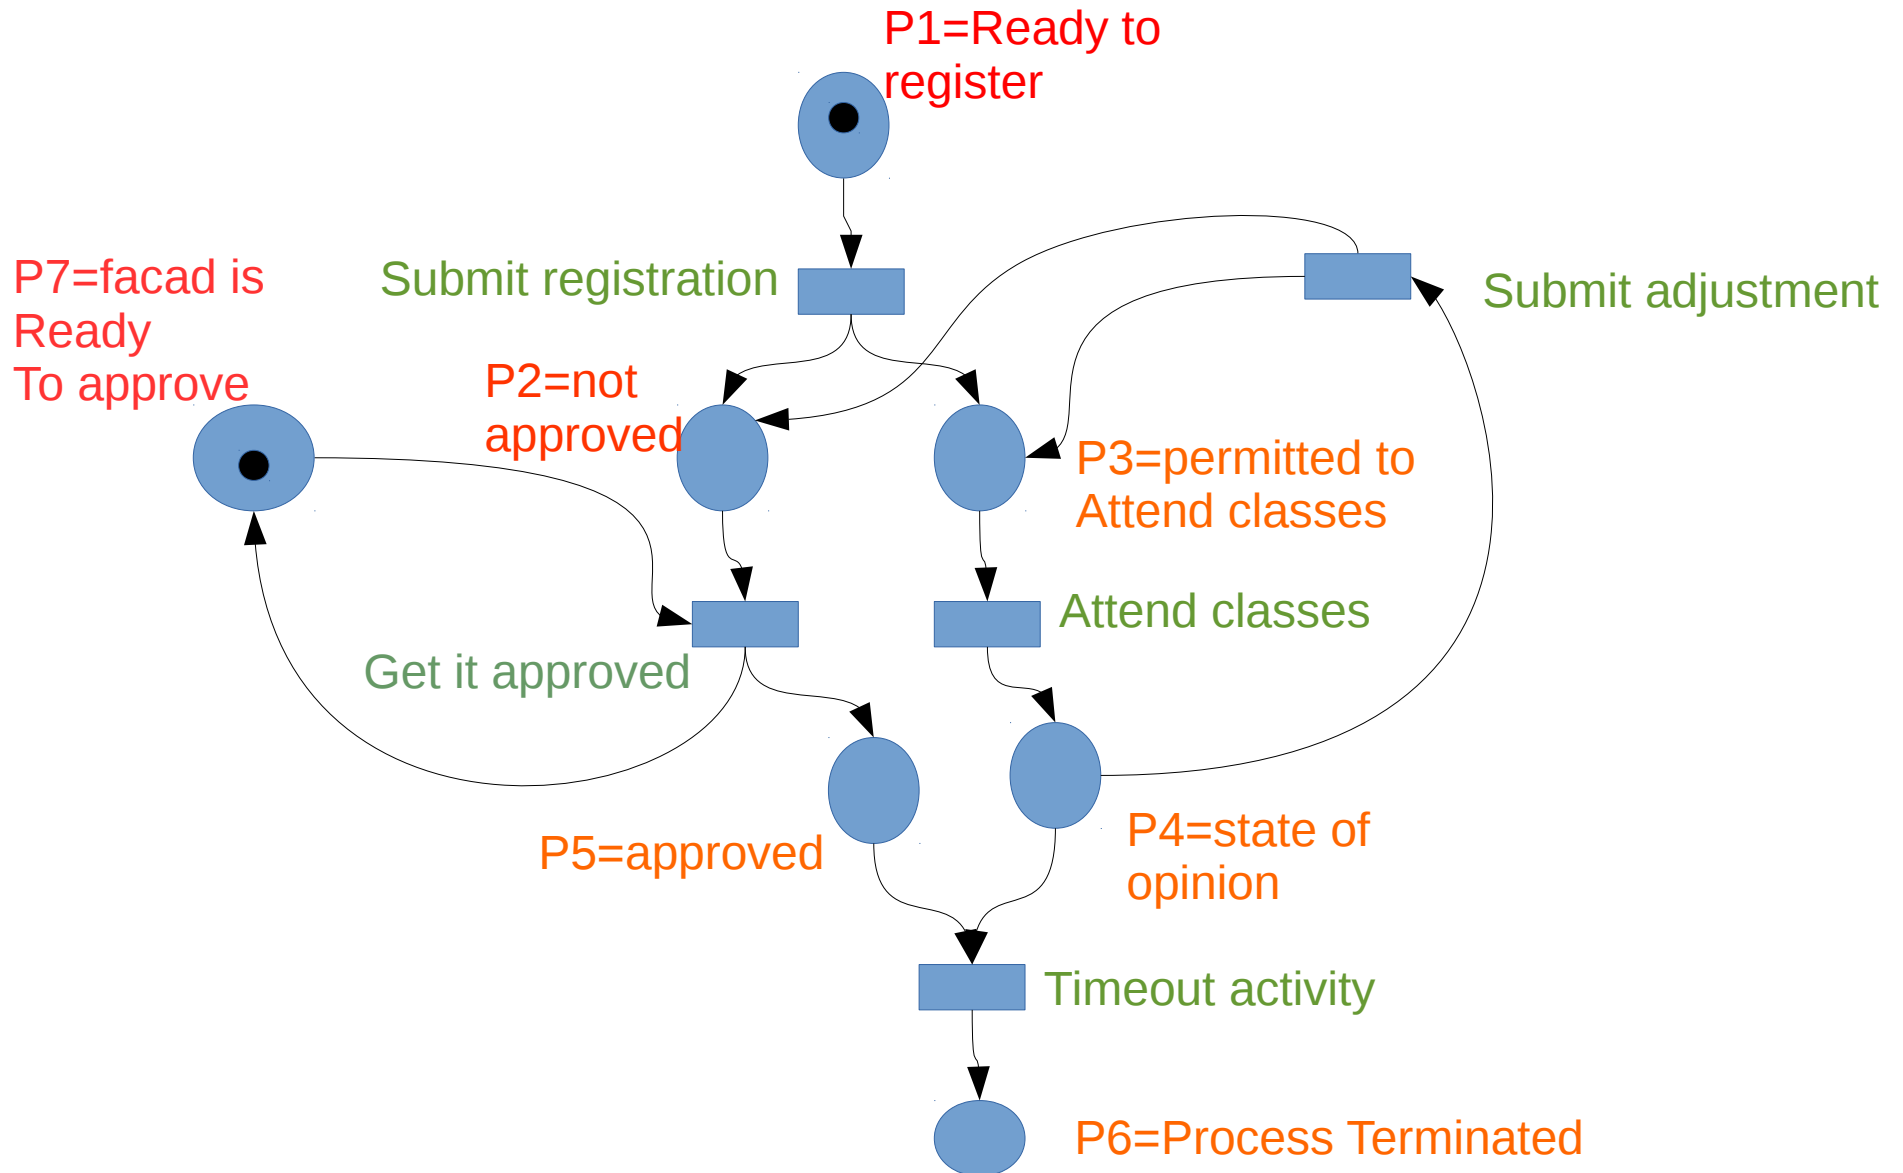 P1=Ready to
register
Submit registration
P7=facad is
Ready
To approve
Submit adjustment
P2=not
approved
P3=permitted to
Attend classes
Attend classes
Get it approved
P5=approved
P4=state of
opinion
Timeout activity
P6=Process Terminated